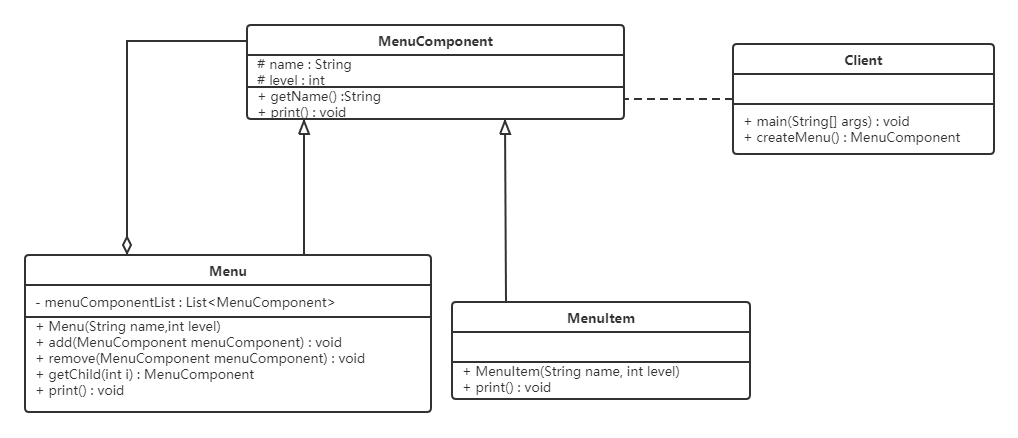 MenuComponent
# name : String
# level : int
+ getName() :String
+ print() : void
Client
+ main(String[] args) : void
+ createMenu() : MenuComponent
Menu
- menuComponentList : List<MenuComponent>
+ Menu(String name,int level)
+ add(MenuComponent menuComponent) : void
+ remove(MenuComponent menuComponent) : void
+ getChild(int i) : MenuComponent
+ print() : void
MenuItem
+ MenuItem(String name, int level)
+ print() : void